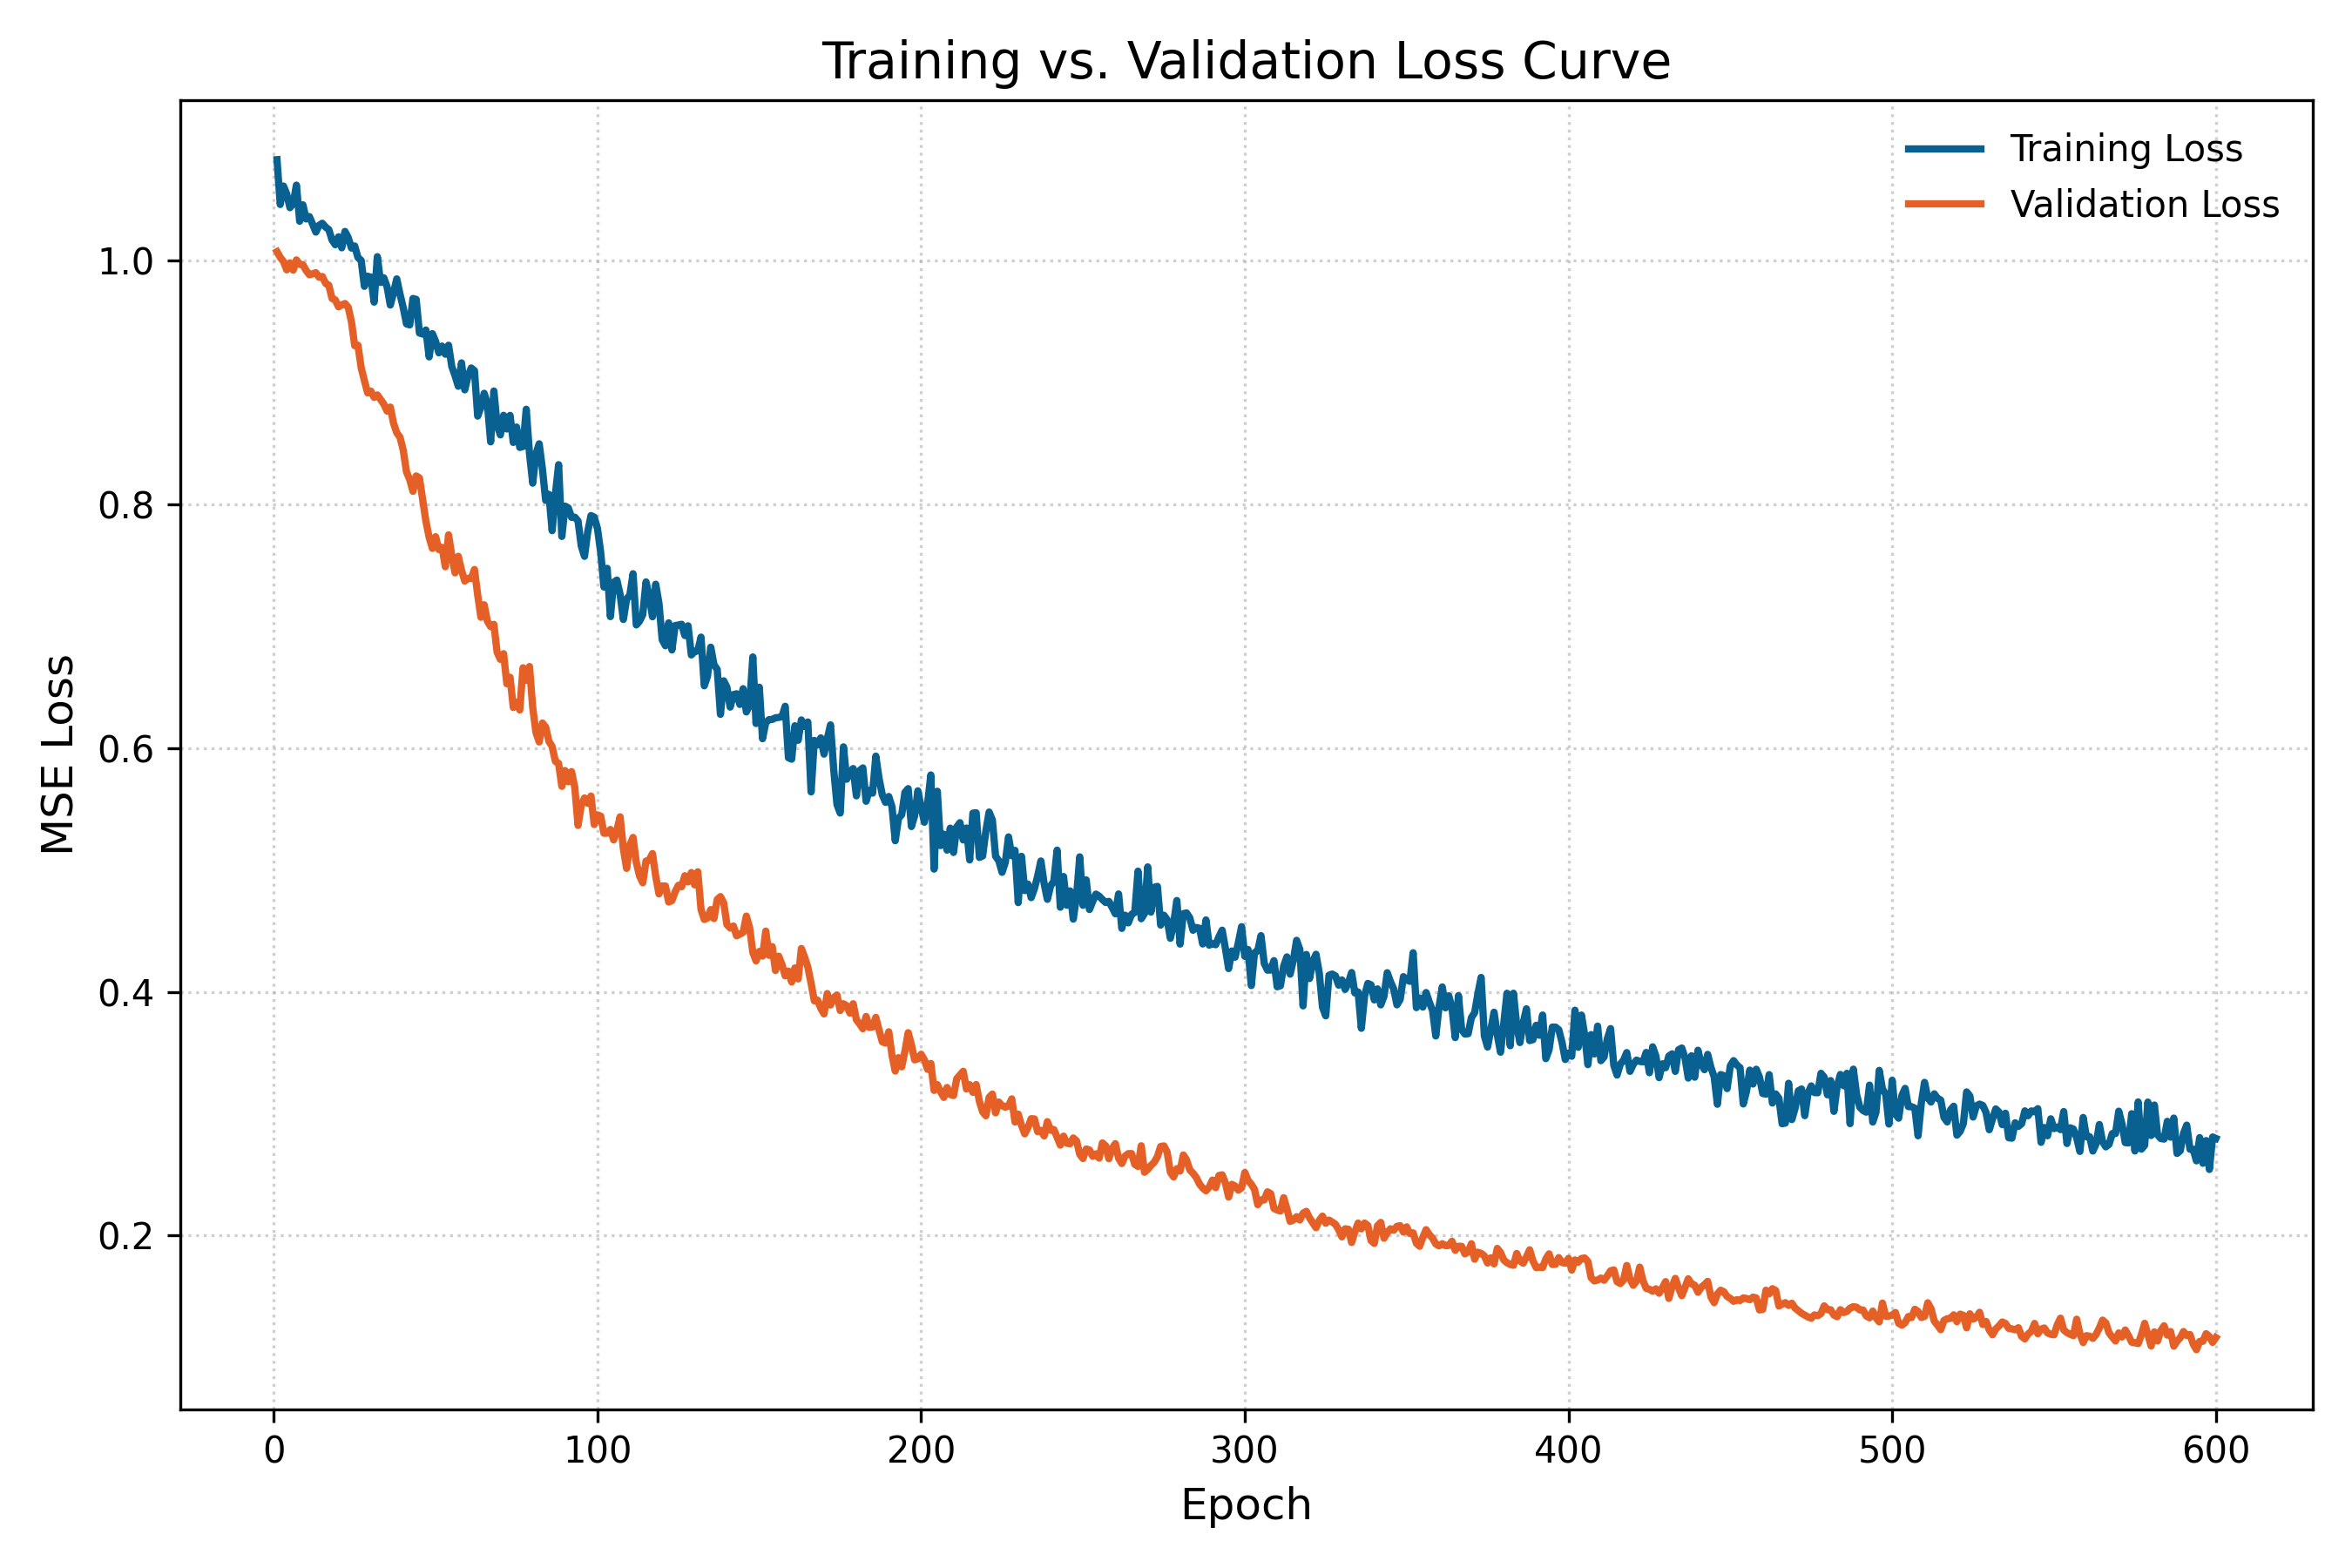 Training vs. Validation Loss Curve
Training Loss
Validation Loss
MSE Loss
1.0
0.8
0.6
0.4
0.2
0 100 200 300 400 500 600
Epoch